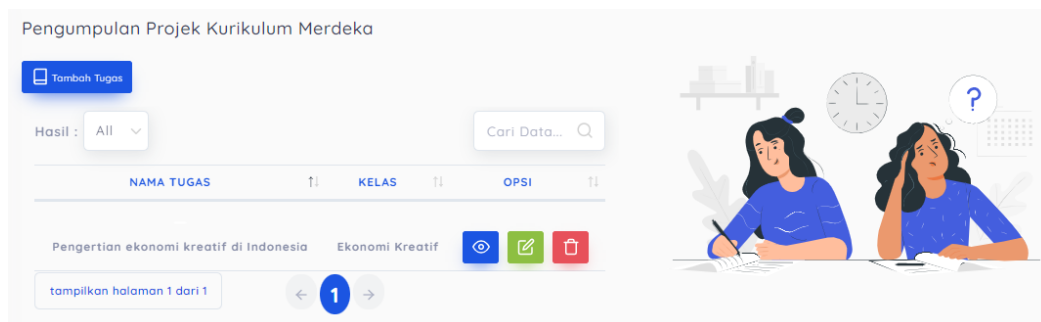 Pengumpulan Projek Kurikulum Merdeka
Tambah Tugas
Hasil : All
Cari Data...
NAMA TUGAS KELAS OPSI
Pengertian ekonomi kreatif di Indonesia Ekonomi Kreatif
tampilkan halaman 1 dari 1
← 1 →
?